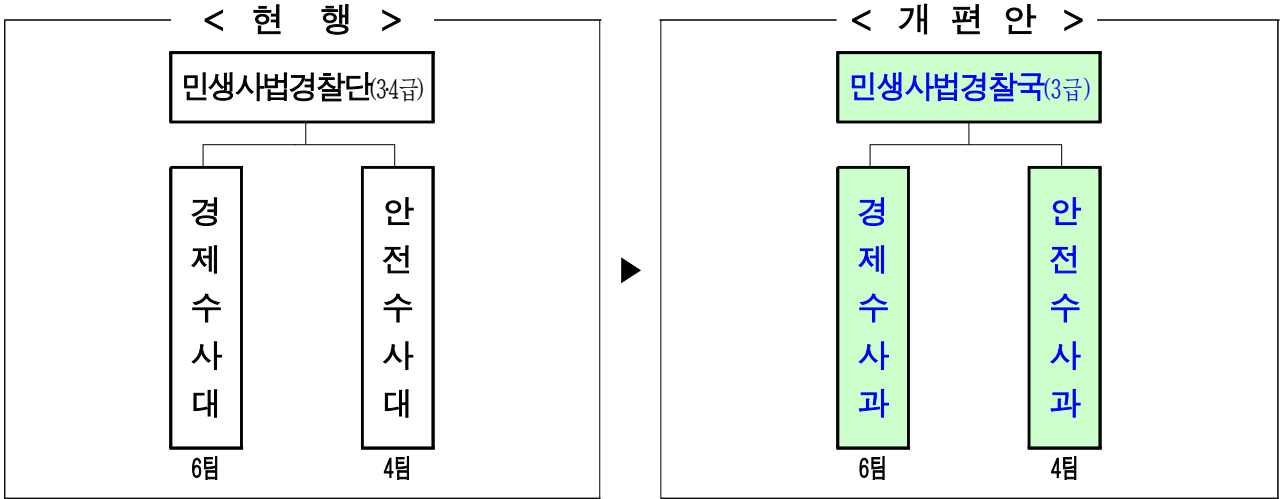 < 현 행 >
민생사법경찰단(3·4급)
경제수사대
6팀
안전수사대
4팀
▶
< 개 편 안 >
민생사법경찰국(3급)
경제수사과
6팀
안전수사과
4팀